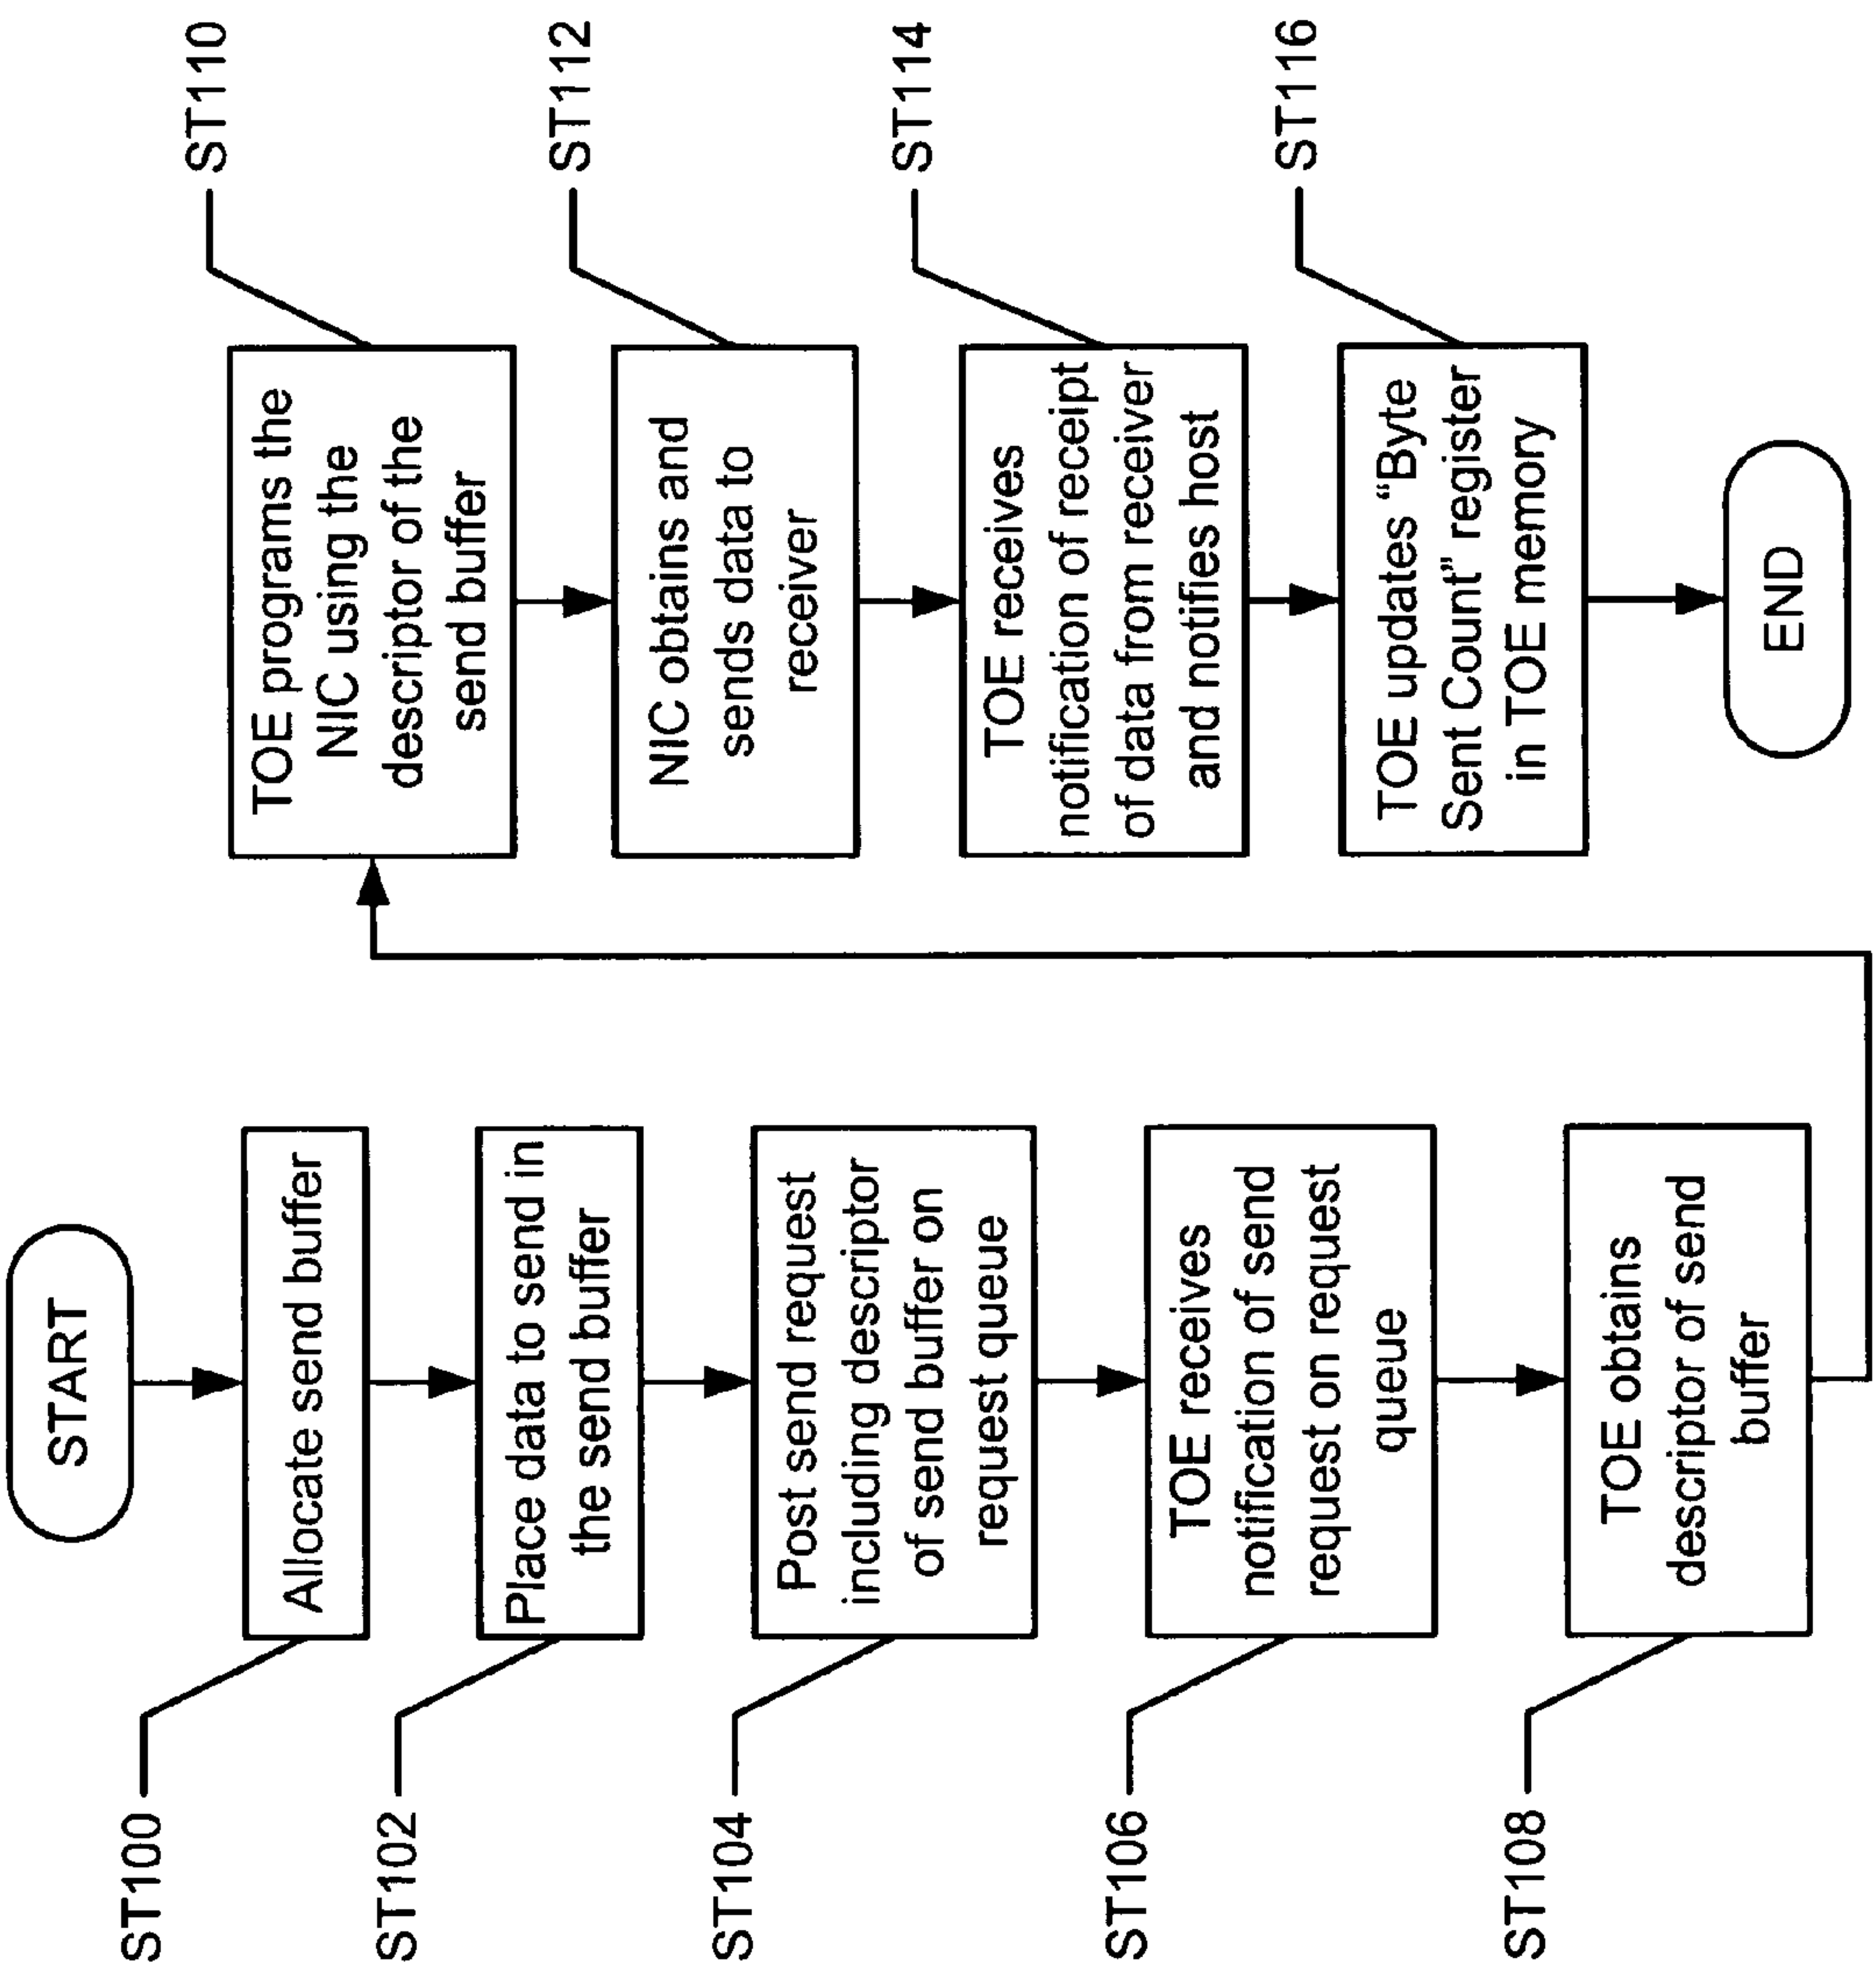 START
ST100
Allocate send buffer
ST102
Place data to send in
the send buffer
ST104
Post send request
including descriptor
of send buffer on
request queue
ST106
TOE receives
notification of send
request on request
queue
ST108
TOE obtains
descriptor of send
buffer
ST110
TOE programs the
NIC using the
descriptor of the
send buffer
ST112
NIC obtains and
sends data to
receiver
ST114
TOE receives
notification of receipt
of data from receiver
and notifies host
ST116
TOE updates “Byte
Sent Count” register
in TOE memory
END